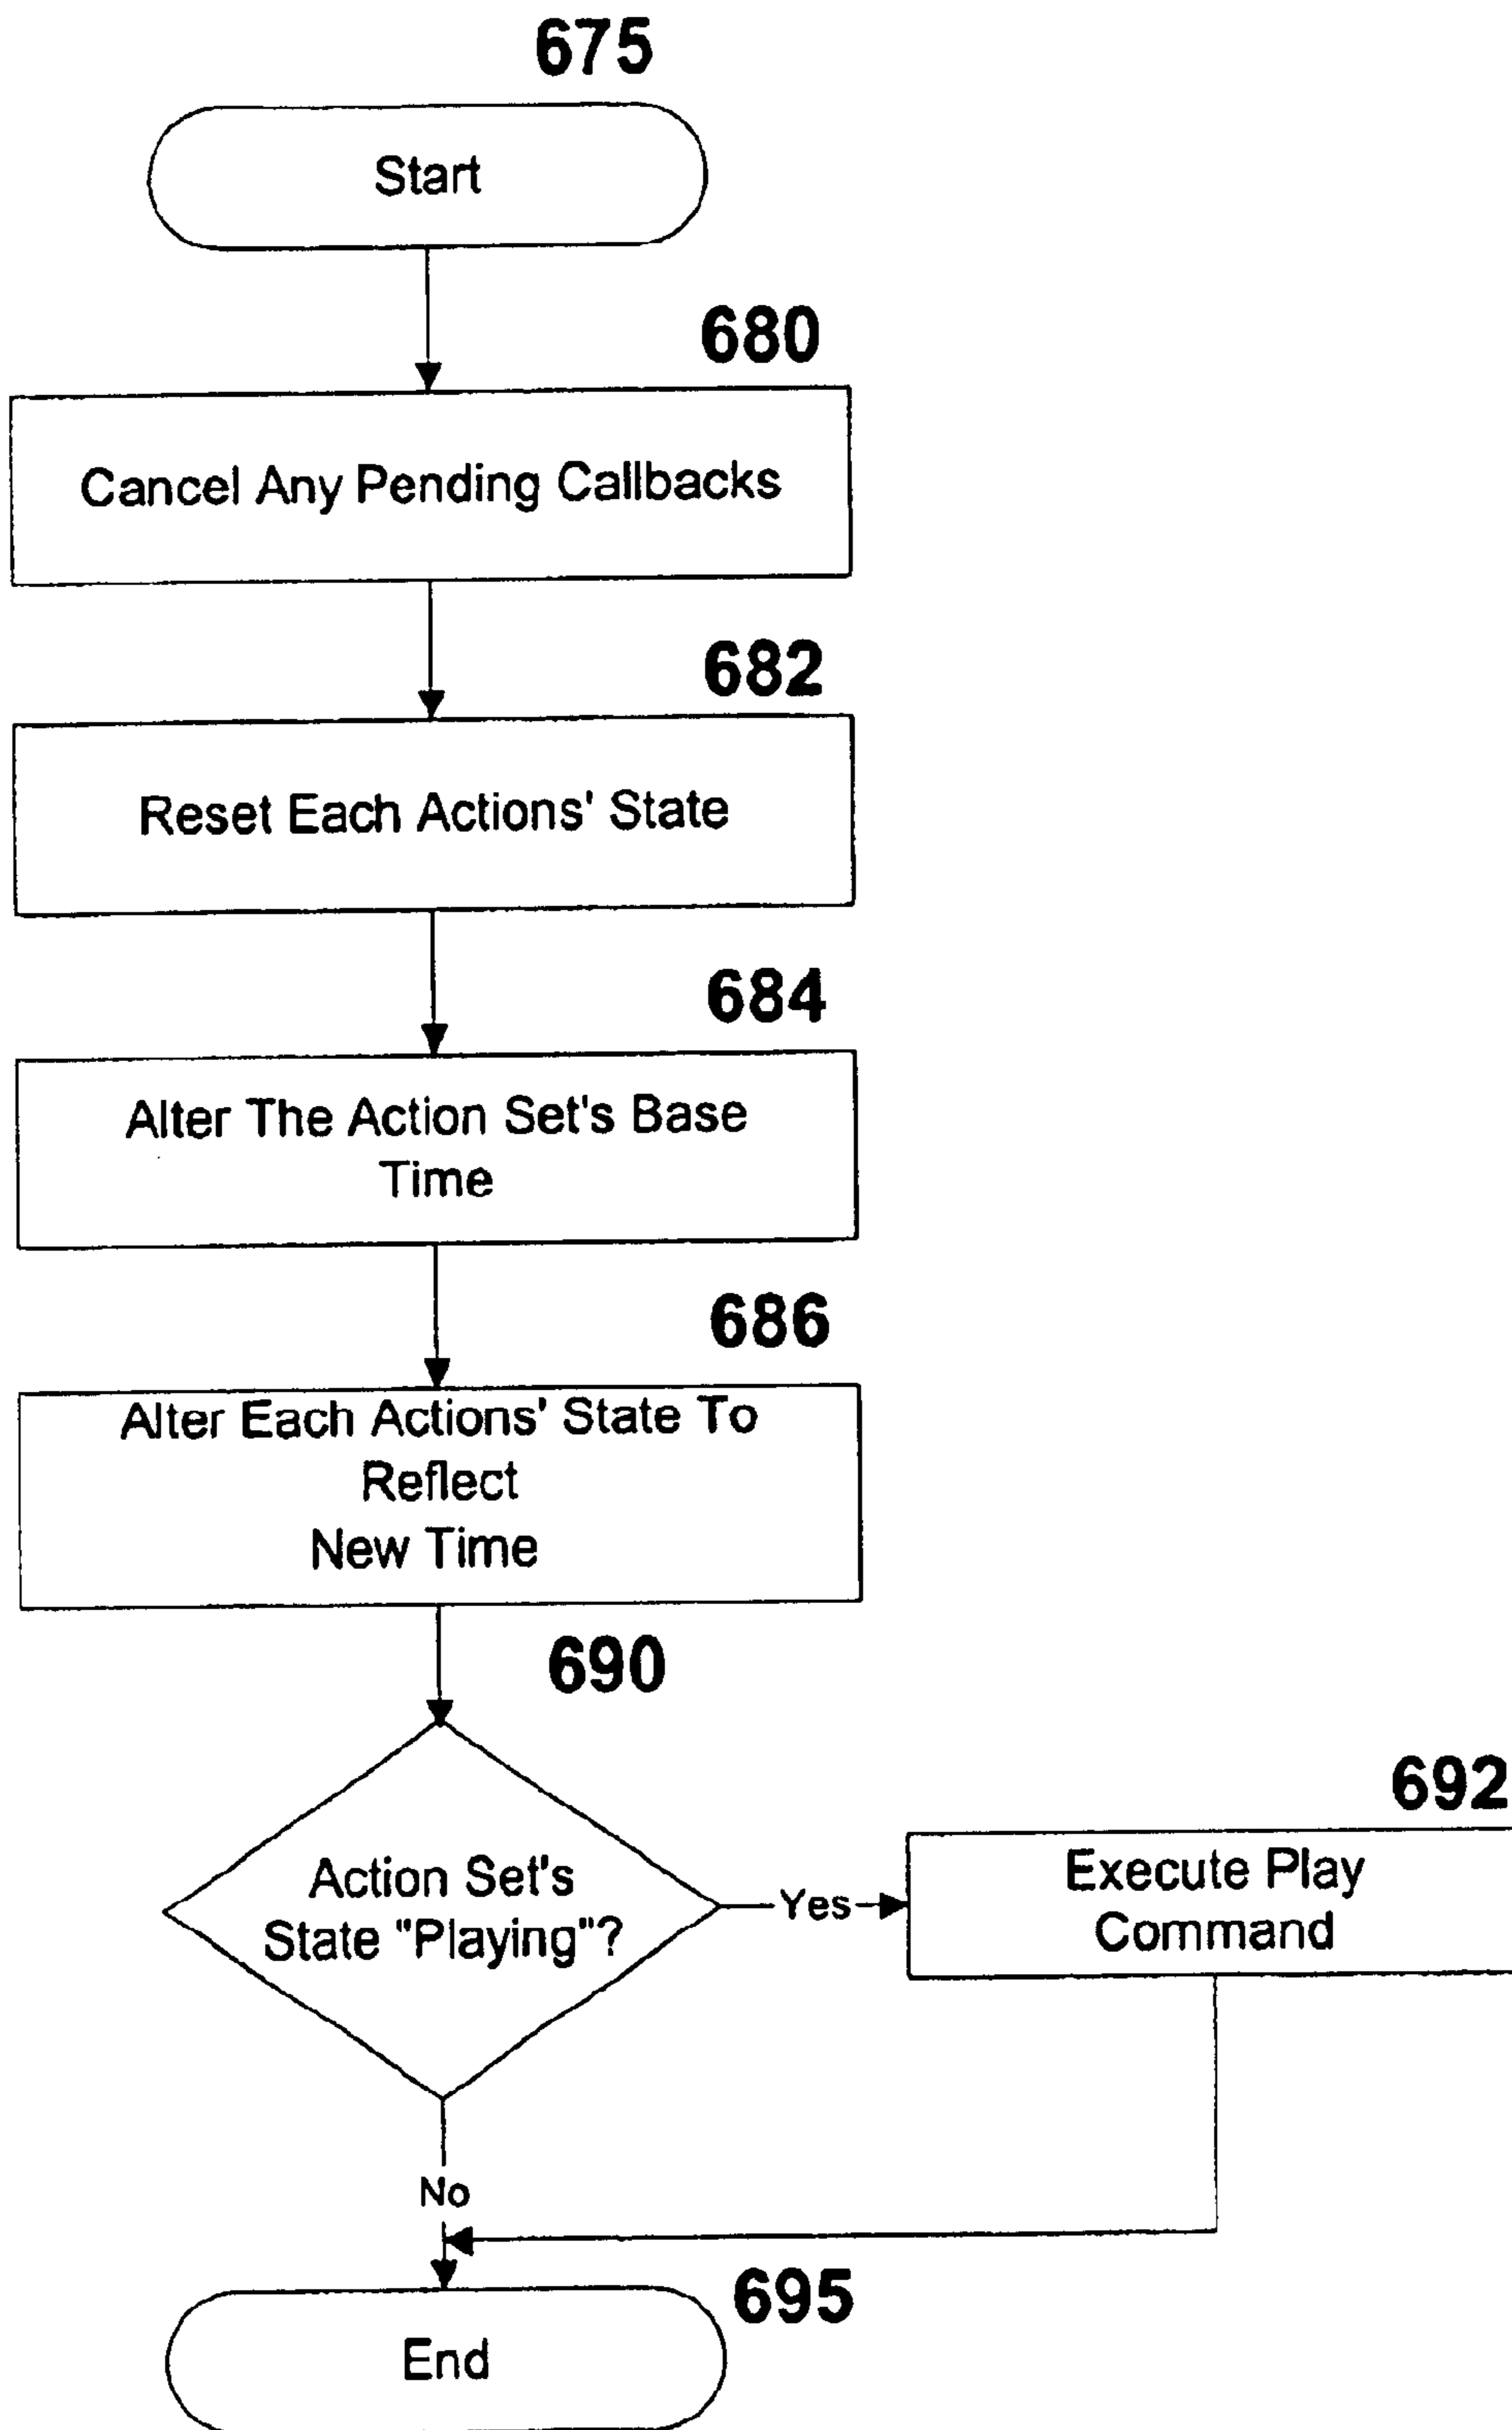 675
Start
680
Cancel Any Pending Callbacks
682
Reset Each Actions' State
684
Alter The Action Set's Base
Time
686
Alter Each Actions' State To
Reflect
New Time
690
Action Set's
State "Playing"?
Yes
692
Execute Play
Command
No
695
End